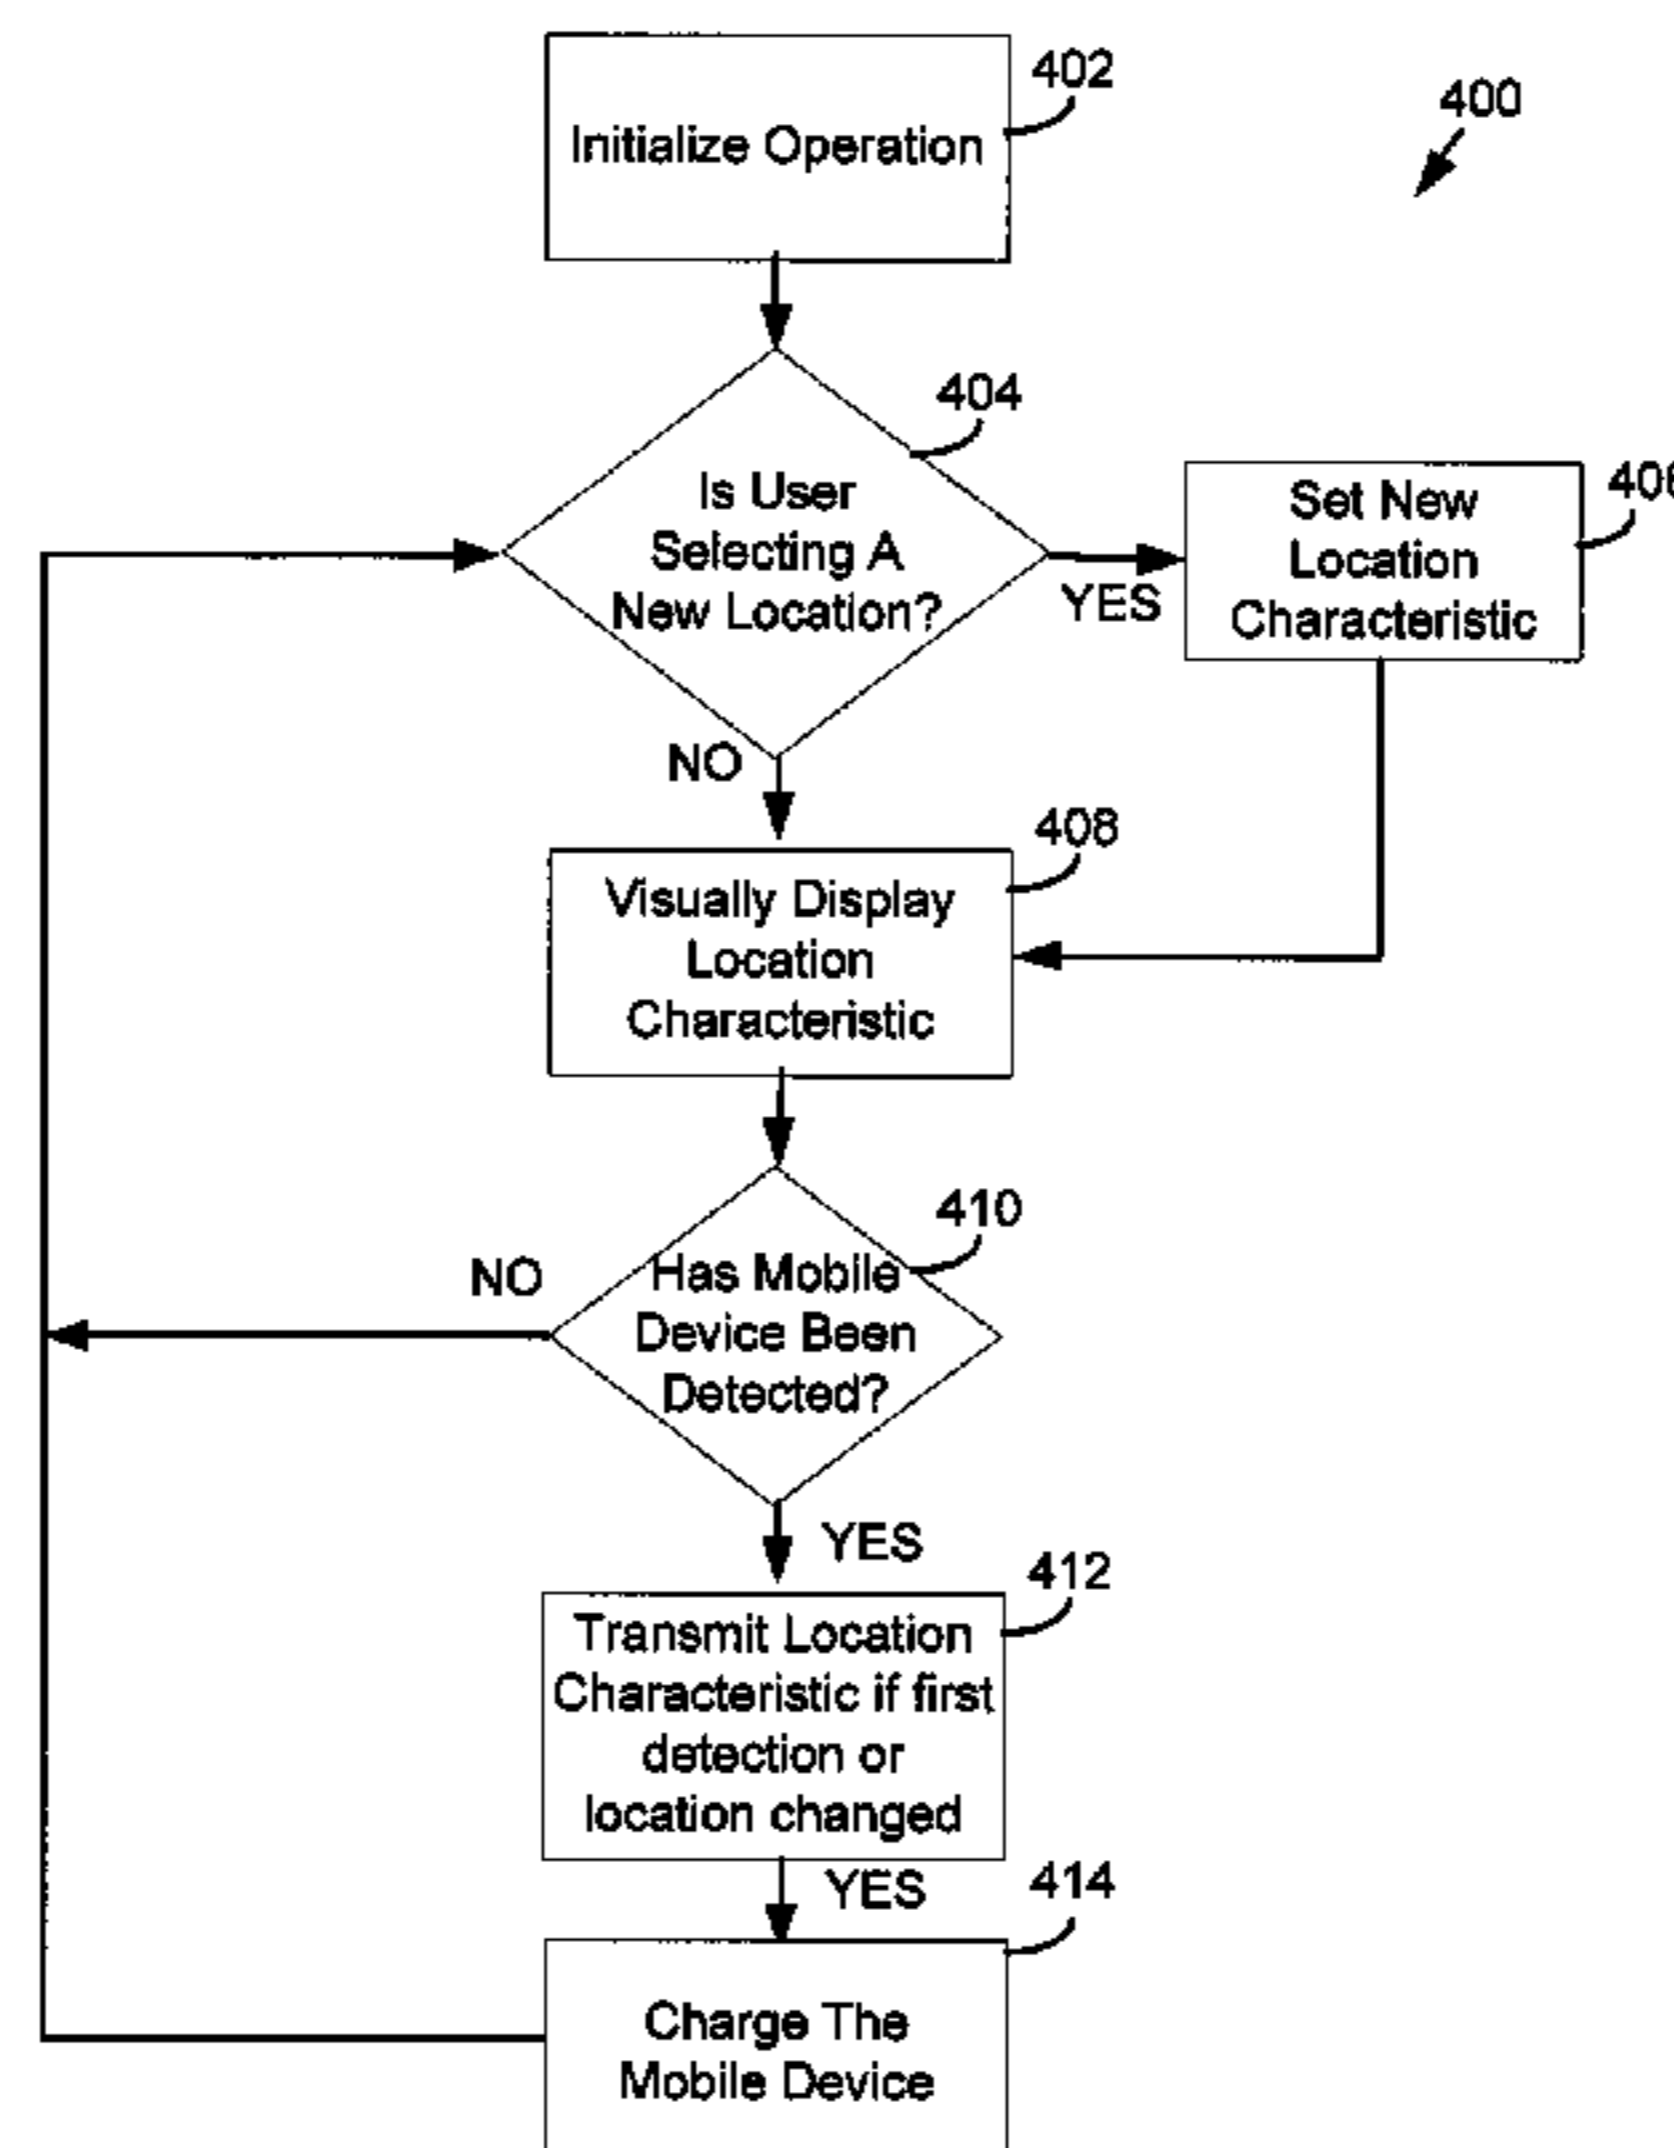 402
400
Initialize Operation
404
Is User
Selecting A
New Location?
YES
406
Set New
Location
Characteristic
NO
408
Visually Display
Location
Characteristic
410
NO
Has Mobile
Device Been
Detected?
YES
412
Transmit Location
Characteristic if first
detection or
location changed
YES
414
Charge The
Mobile Device